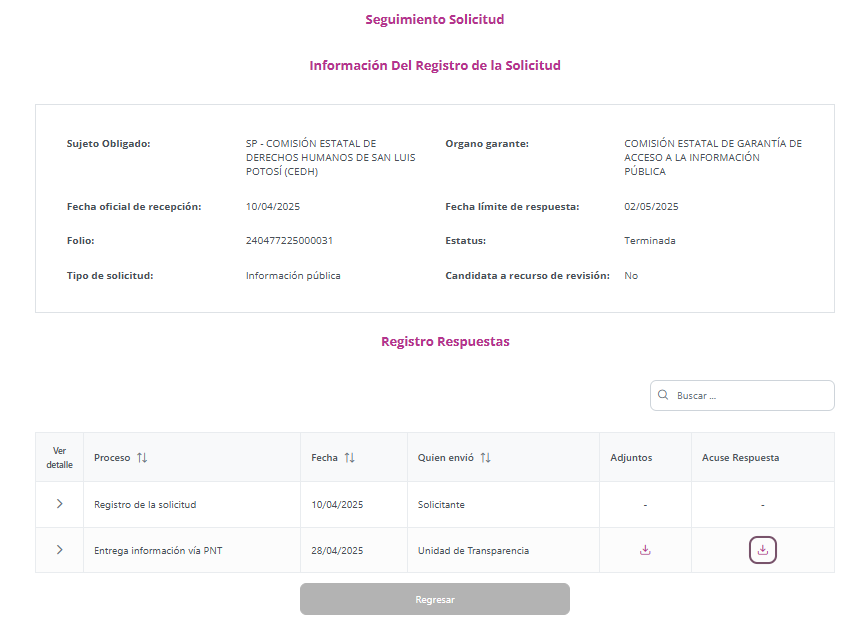 Seguimiento Solicitud
Información Del Registro de la Solicitud
Sujeto Obligado:
SP - COMISIÓN ESTATAL DE
DERECHOS HUMANOS DE SAN LUIS
POTOSÍ (CEDH)
Organo garante:
COMISIÓN ESTATAL DE GARANTÍA DE
ACCESO A LA INFORMACIÓN
PÚBLICA
Fecha oficial de recepción:
10/04/2025
Fecha límite de respuesta:
02/05/2025
Folio:
240477225000031
Estatus:
Terminada
Tipo de solicitud:
Información pública
Candidata a recurso de revisión:
No
Registro Respuestas
Buscar ...
Ver
detalle
Proceso
Fecha
Quien envió
Adjuntos
Acuse Respuesta
Registro de la solicitud
10/04/2025
Solicitante
-
-
Entrega información vía PNT
28/04/2025
Unidad de Transparencia
Regresar